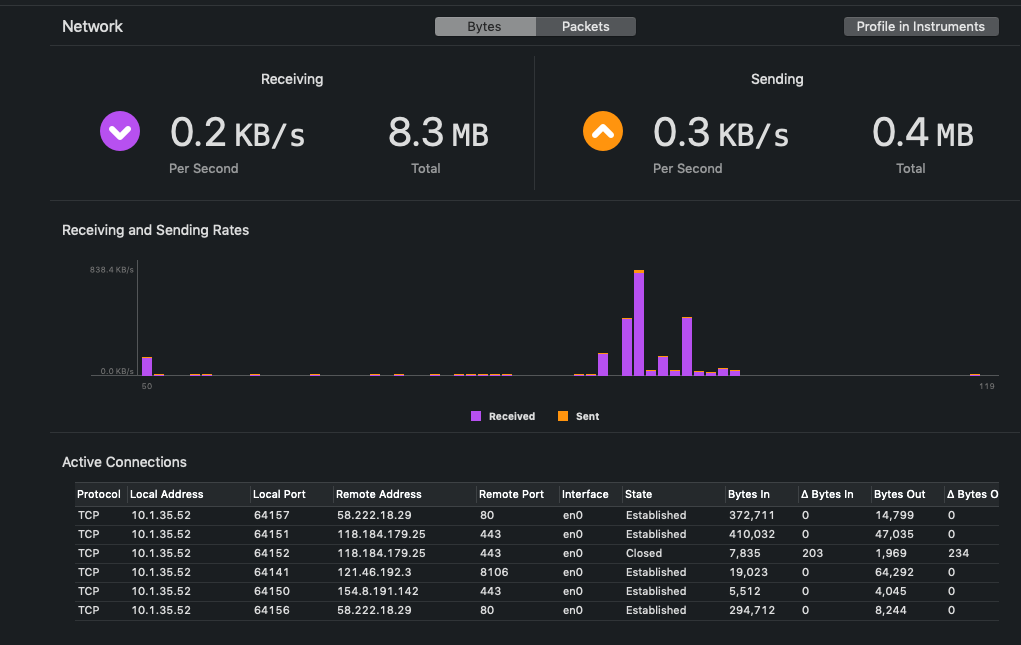 Network Bytes Packets Profile in Instruments
Receiving Sending
0.2 KB/s 8.3 MB 0.3 KB/s 0.4 MB
Per Second Total Per Second Total
Receiving and Sending Rates
838.4 KB/s
0.0 KB/s
50 119
Received Sent
Active Connections
Protocol Local Address Local Port Remote Address Remote Port Interface State Bytes In Δ Bytes In Bytes Out Δ Bytes O
TCP 10.1.35.52 64157 58.222.18.29 80 en0 Established 372,711 0 14,799 0
TCP 10.1.35.52 64151 118.184.179.25 443 en0 Established 410,032 0 47,035 0
TCP 10.1.35.52 64152 118.184.179.25 443 en0 Closed 7,835 203 1,969 234
TCP 10.1.35.52 64141 121.46.192.3 8106 en0 Established 19,023 0 64,292 0
TCP 10.1.35.52 64150 154.8.191.142 443 en0 Established 5,512 0 4,045 0
TCP 10.1.35.52 64156 58.222.18.29 80 en0 Established 294,712 0 8,244 0